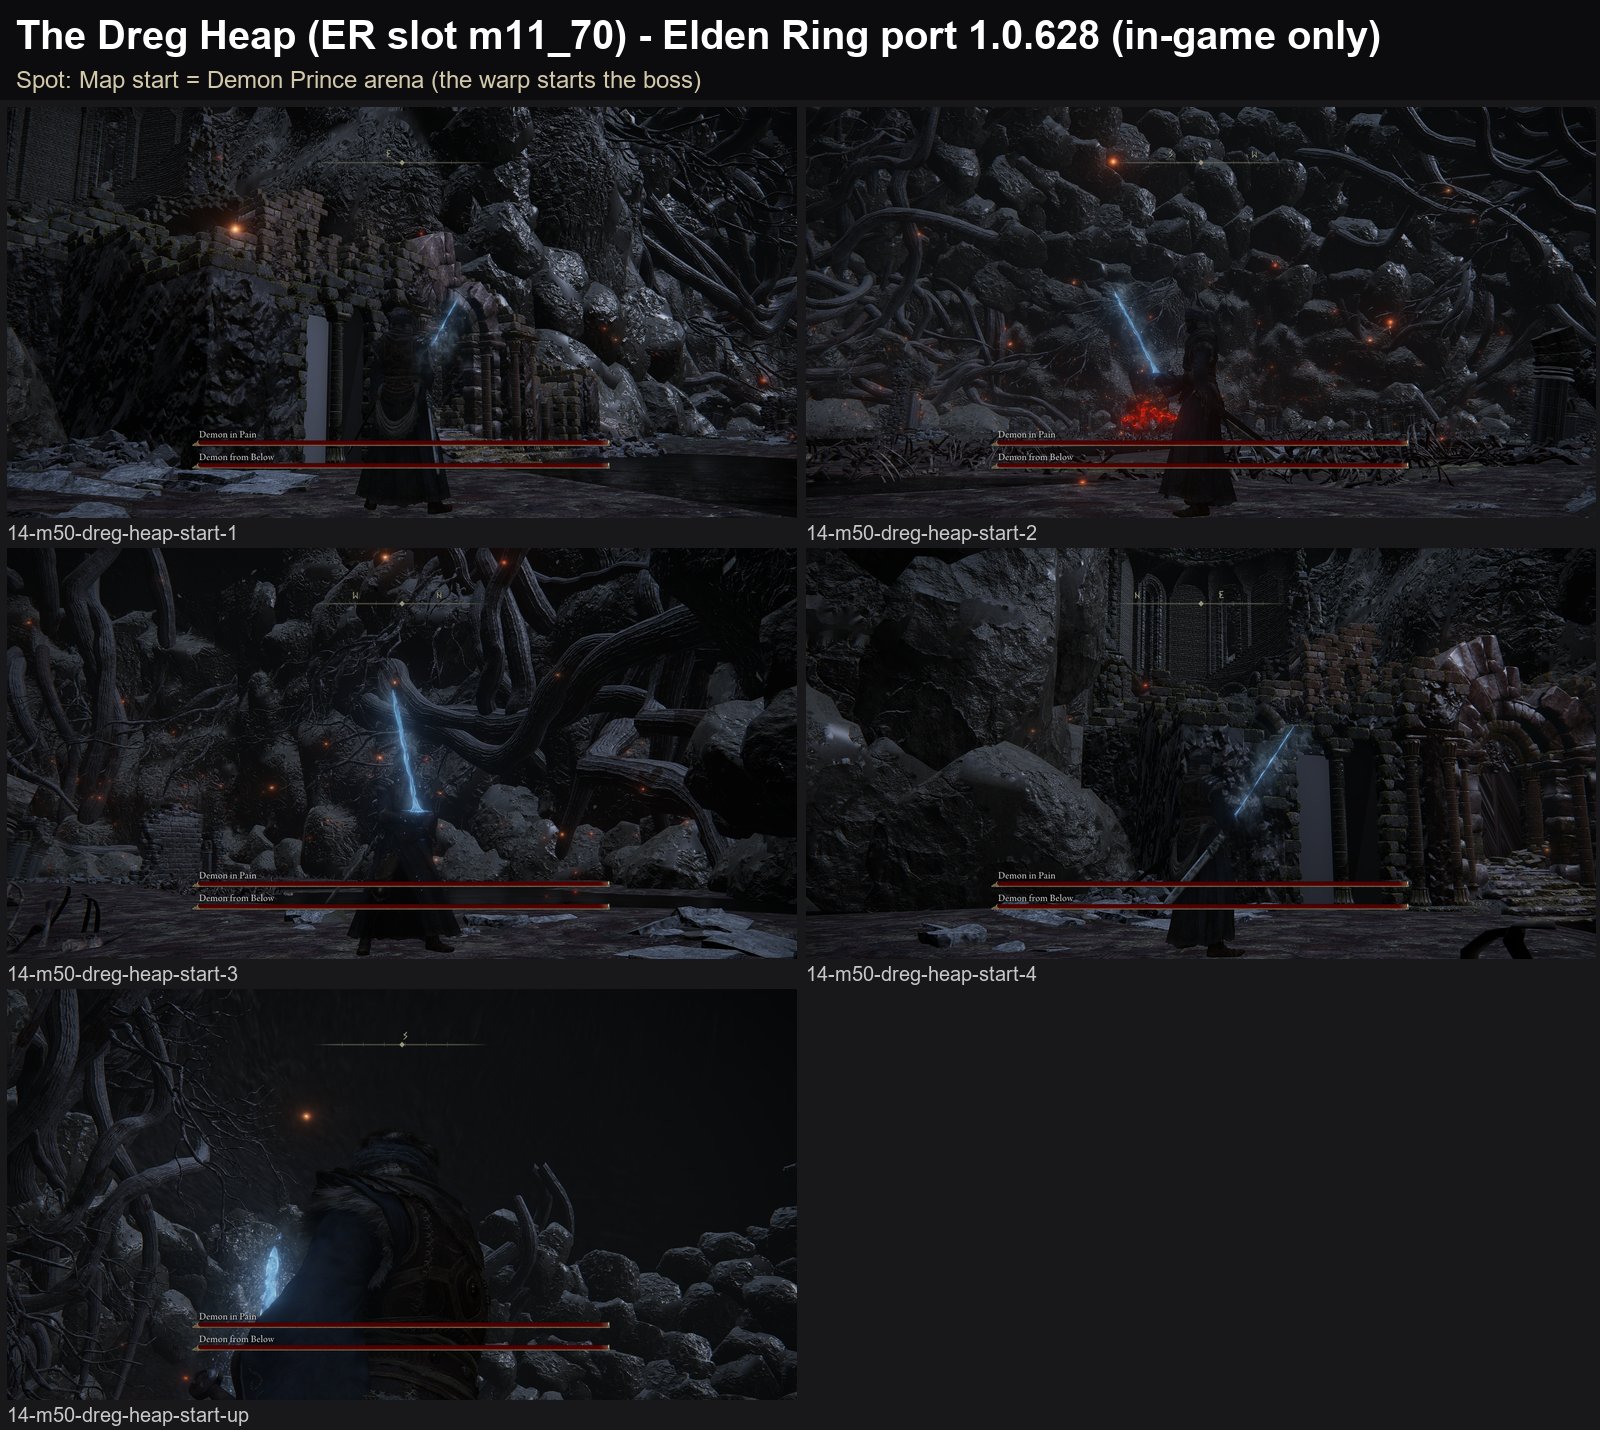 The Dreg Heap (ER slot m11_70) - Elden Ring port 1.0.628 (in-game only)
Spot: Map start = Demon Prince arena (the warp starts the boss)
E
S W
Demon in Pain
Demon from Below
Demon in Pain
Demon from Below
14-m50-dreg-heap-start-1
14-m50-dreg-heap-start-2
W N
N E
Demon in Pain
Demon from Below
Demon in Pain
Demon from Below
14-m50-dreg-heap-start-3
14-m50-dreg-heap-start-4
S
Demon in Pain
Demon from Below
14-m50-dreg-heap-start-up